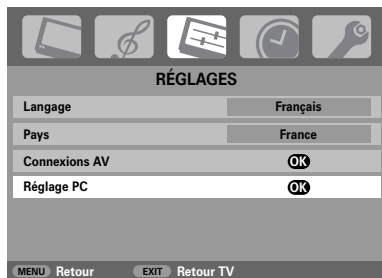 RÉGLAGES
Langage Français
Pays France
Connexions AV OK
Réglage PC OK
MENU Retour EXIT Retour TV